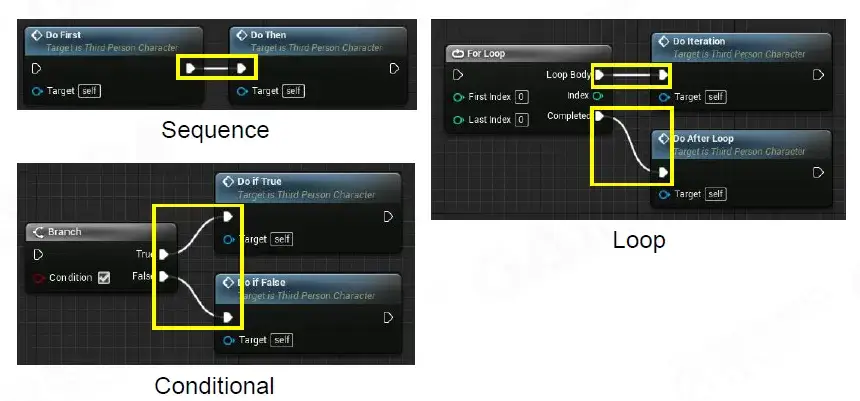 Do First
Target is Third Person Character
Target self
Do Then
Target is Third Person Character
Target self
Sequence
Branch
True
Condition
False
Do if True
Target is Third Person Character
Target self
Do if False
Target is Third Person Character
Target self
Conditional
For Loop
Loop Body
First Index 0
Index
Last Index 0
Completed
Do Iteration
Target is Third Person Character
Target self
Do After Loop
Target is Third Person Character
Target self
Loop